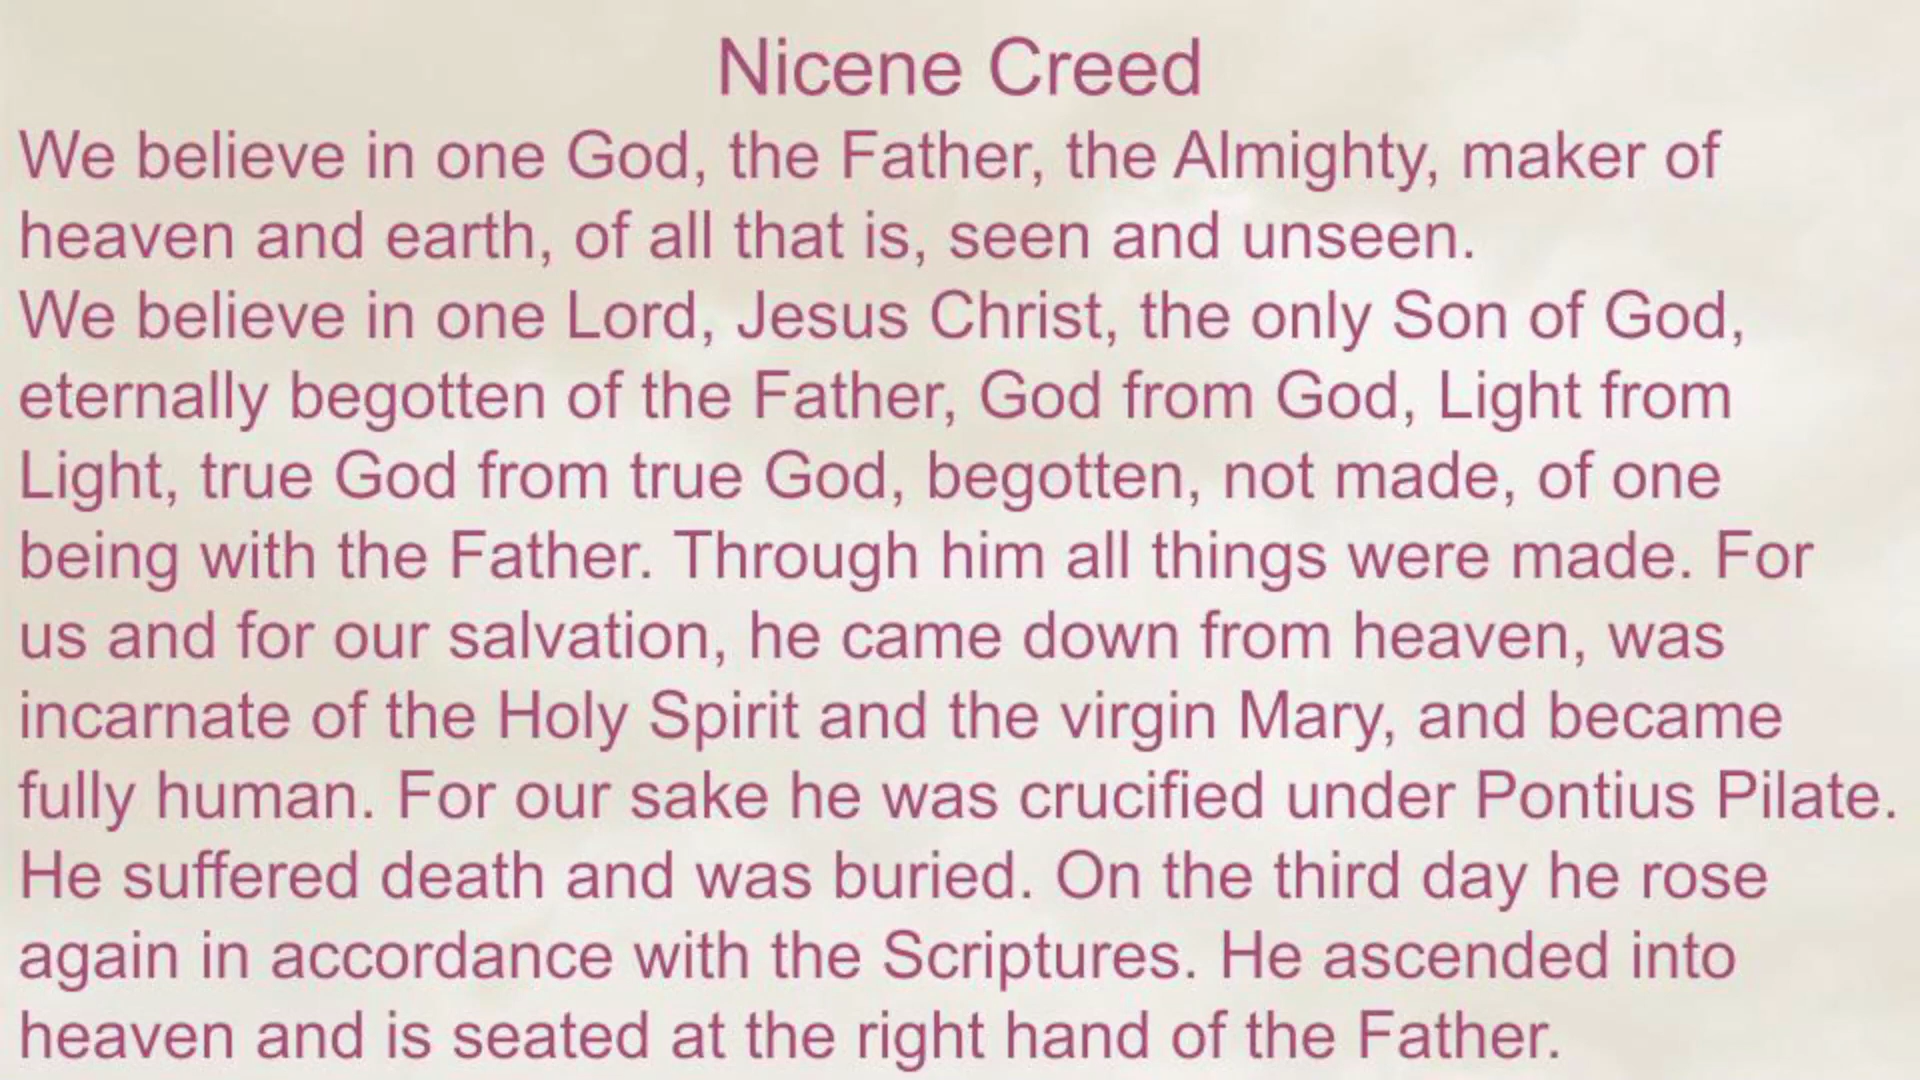 Nicene Creed
We believe in one God, the Father, the Almighty, maker of
heaven and earth, of all that is, seen and unseen.
We believe in one Lord, Jesus Christ, the only Son of God,
eternally begotten of the Father, God from God, Light from
Light, true God from true God, begotten, not made, of one
being with the Father. Through him all things were made. For
us and for our salvation, he came down from heaven, was
incarnate of the Holy Spirit and the virgin Mary, and became
fully human. For our sake he was crucified under Pontius Pilate.
He suffered death and was buried. On the third day he rose
again in accordance with the Scriptures. He ascended into
heaven and is seated at the right hand of the Father.